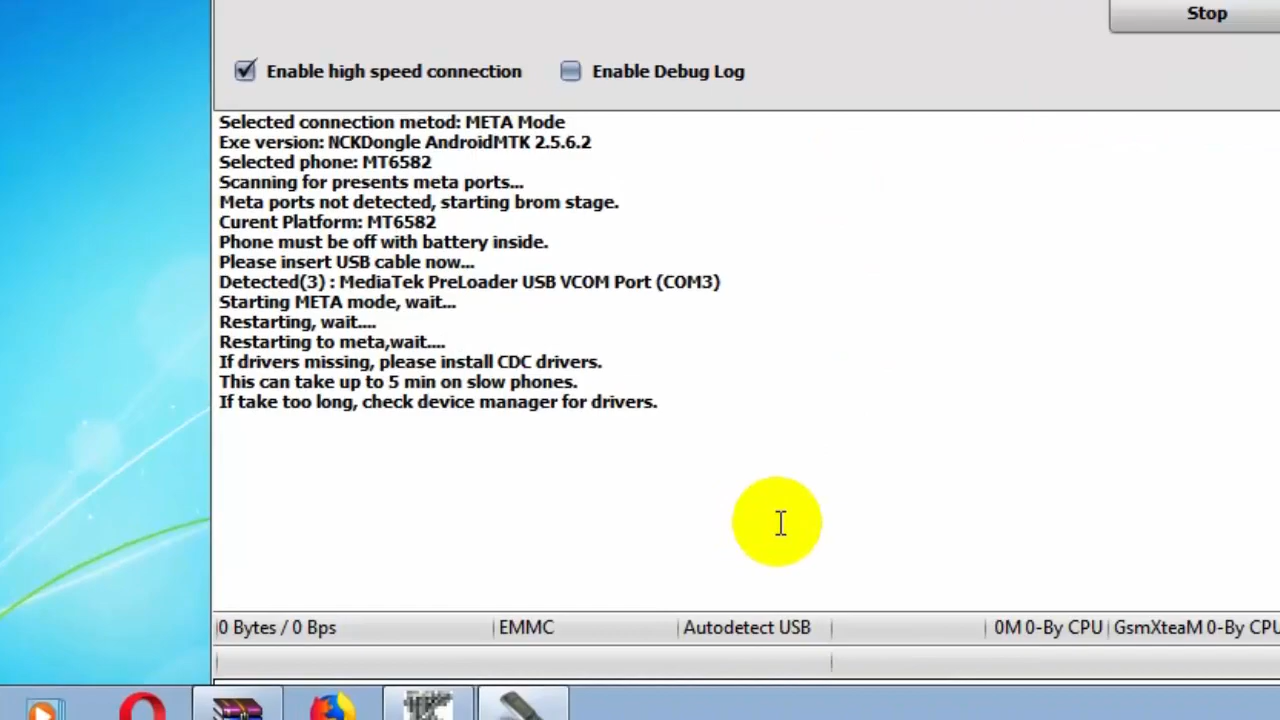 Stop
Enable high speed connection Enable Debug Log
Selected connection metod: META Mode
Exe version: NCKDongle AndroidMTK 2.5.6.2
Selected phone: MT6582
Scanning for presents meta ports...
Meta ports not detected, starting brom stage.
Curent Platform: MT6582
Phone must be off with battery inside.
Please insert USB cable now...
Detected(3) : MediaTek PreLoader USB VCOM Port (COM3)
Starting META mode, wait...
Restarting, wait....
Restarting to meta,wait....
If drivers missing, please install CDC drivers.
This can take up to 5 min on slow phones.
If take too long, check device manager for drivers.
0 Bytes / 0 Bps EMMC Autodetect USB 0M 0-By CPU GsmXteaM 0-By CPU